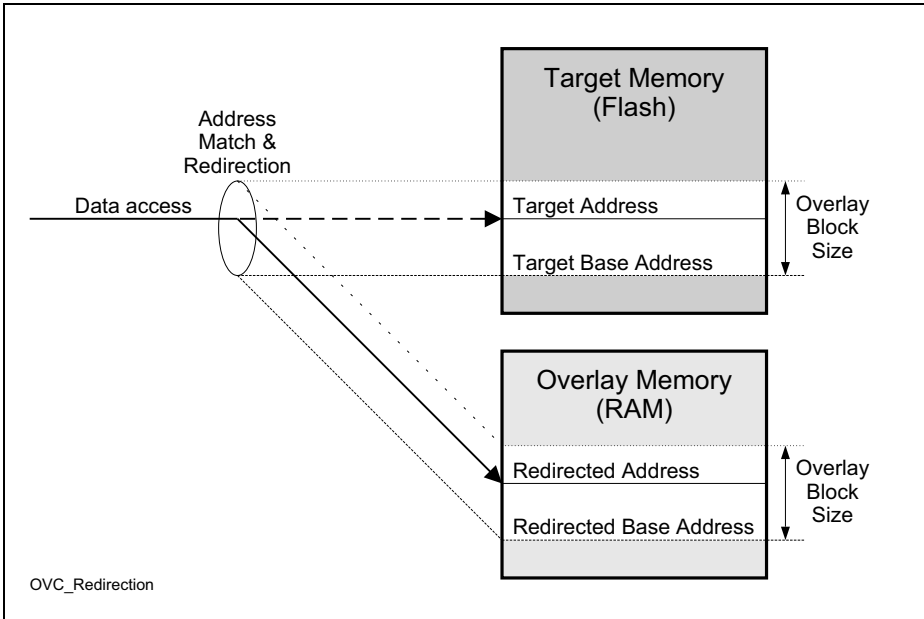 Target Memory
(Flash)
Address
Match &
Redirection
Data access
Target Address
Overlay
Block
Size
Target Base Address
Overlay Memory
(RAM)
Redirected Address
Overlay
Block
Size
Redirected Base Address
OVC_Redirection